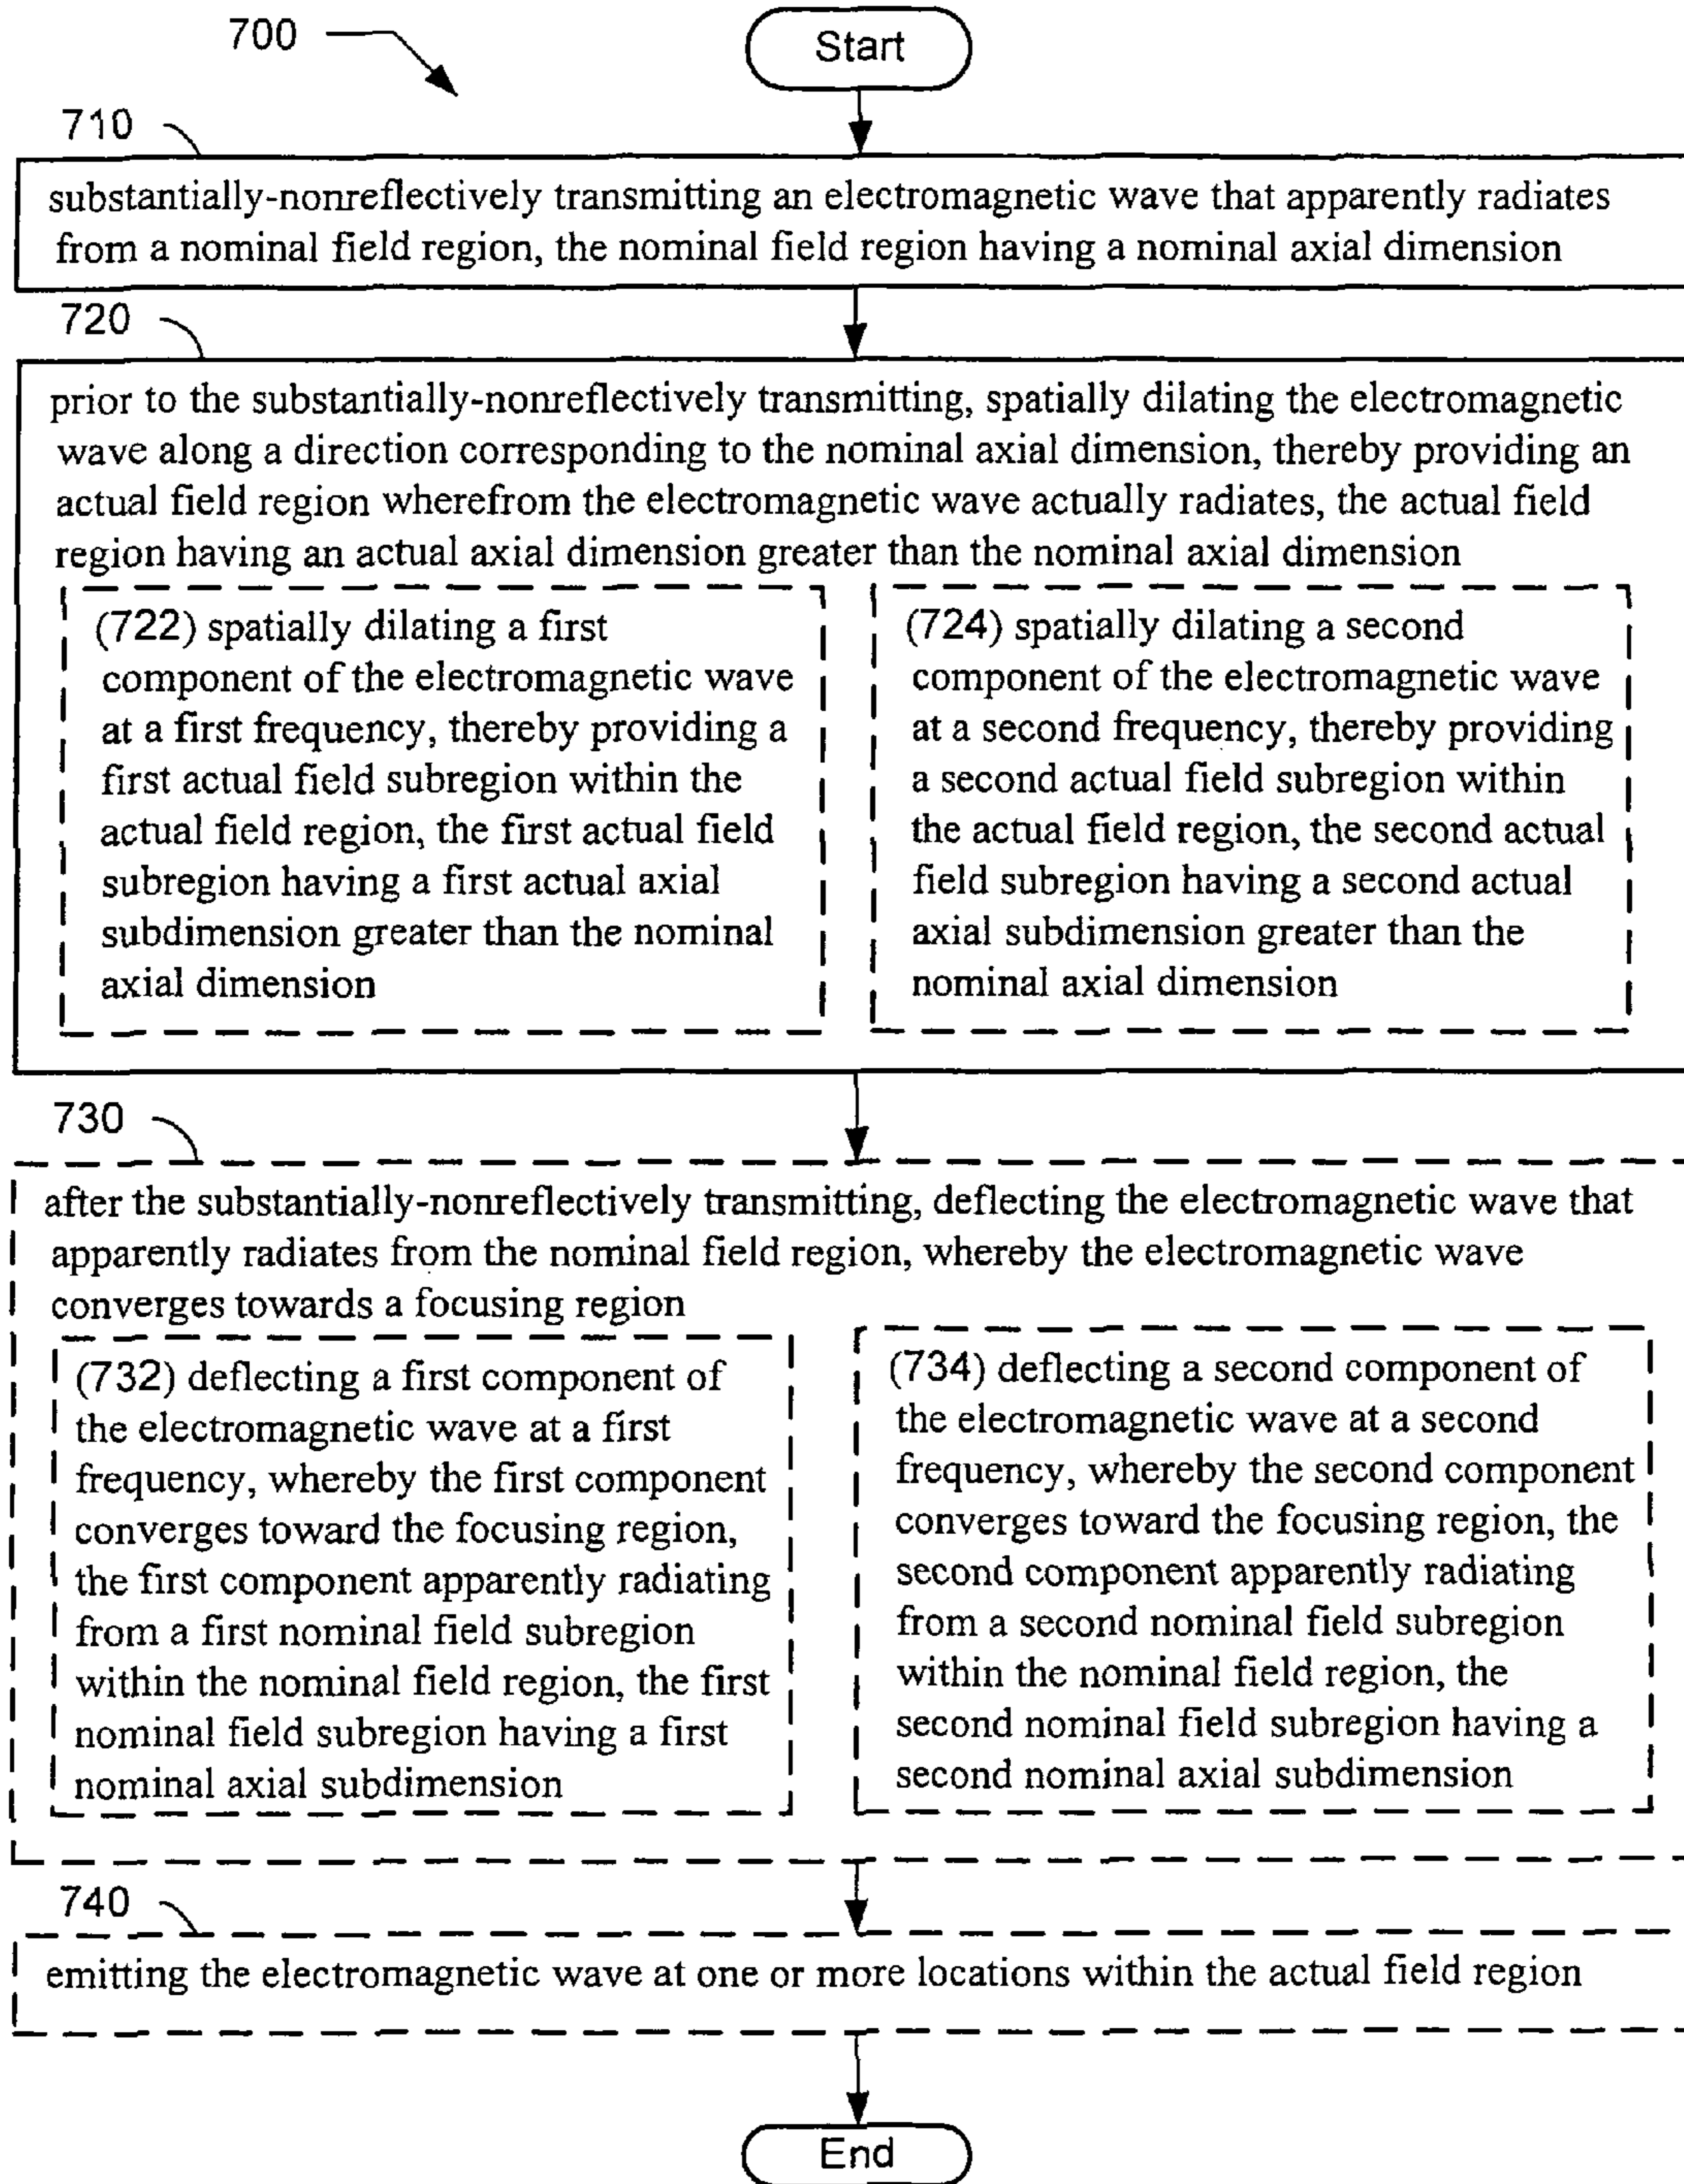 700
Start
710
substantially-nonreflectively transmitting an electromagnetic wave that apparently radiates
from a nominal field region, the nominal field region having a nominal axial dimension
720
prior to the substantially-nonreflectively transmitting, spatially dilating the electromagnetic
wave along a direction corresponding to the nominal axial dimension, thereby providing an
actual field region wherefrom the electromagnetic wave actually radiates, the actual field
region having an actual axial dimension greater than the nominal axial dimension
(722) spatially dilating a first
component of the electromagnetic wave
at a first frequency, thereby providing a
first actual field subregion within the
actual field region, the first actual field
subregion having a first actual axial
subdimension greater than the nominal
axial dimension
(724) spatially dilating a second
component of the electromagnetic wave
at a second frequency, thereby providing
a second actual field subregion within
the actual field region, the second actual
field subregion having a second actual
axial subdimension greater than the
nominal axial dimension
730
after the substantially-nonreflectively transmitting, deflecting the electromagnetic wave that
apparently radiates from the nominal field region, whereby the electromagnetic wave
converges towards a focusing region
(732) deflecting a first component of
the electromagnetic wave at a first
frequency, whereby the first component
converges toward the focusing region,
the first component apparently radiating
from a first nominal field subregion
within the nominal field region, the first
nominal field subregion having a first
nominal axial subdimension
(734) deflecting a second component of
the electromagnetic wave at a second
frequency, whereby the second component
converges toward the focusing region, the
second component apparently radiating
from a second nominal field subregion
within the nominal field region, the
second nominal field subregion having a
second nominal axial subdimension
740
emitting the electromagnetic wave at one or more locations within the actual field region
End